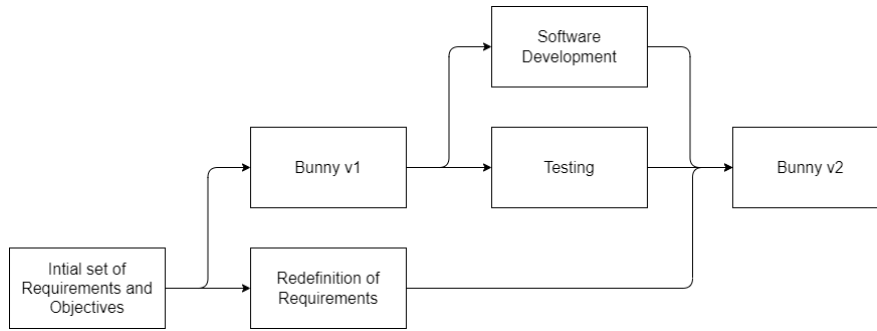 Software
Development
Bunny v1
Testing
Bunny v2
Intial set of
Requirements and
Objectives
Redefinition of
Requirements